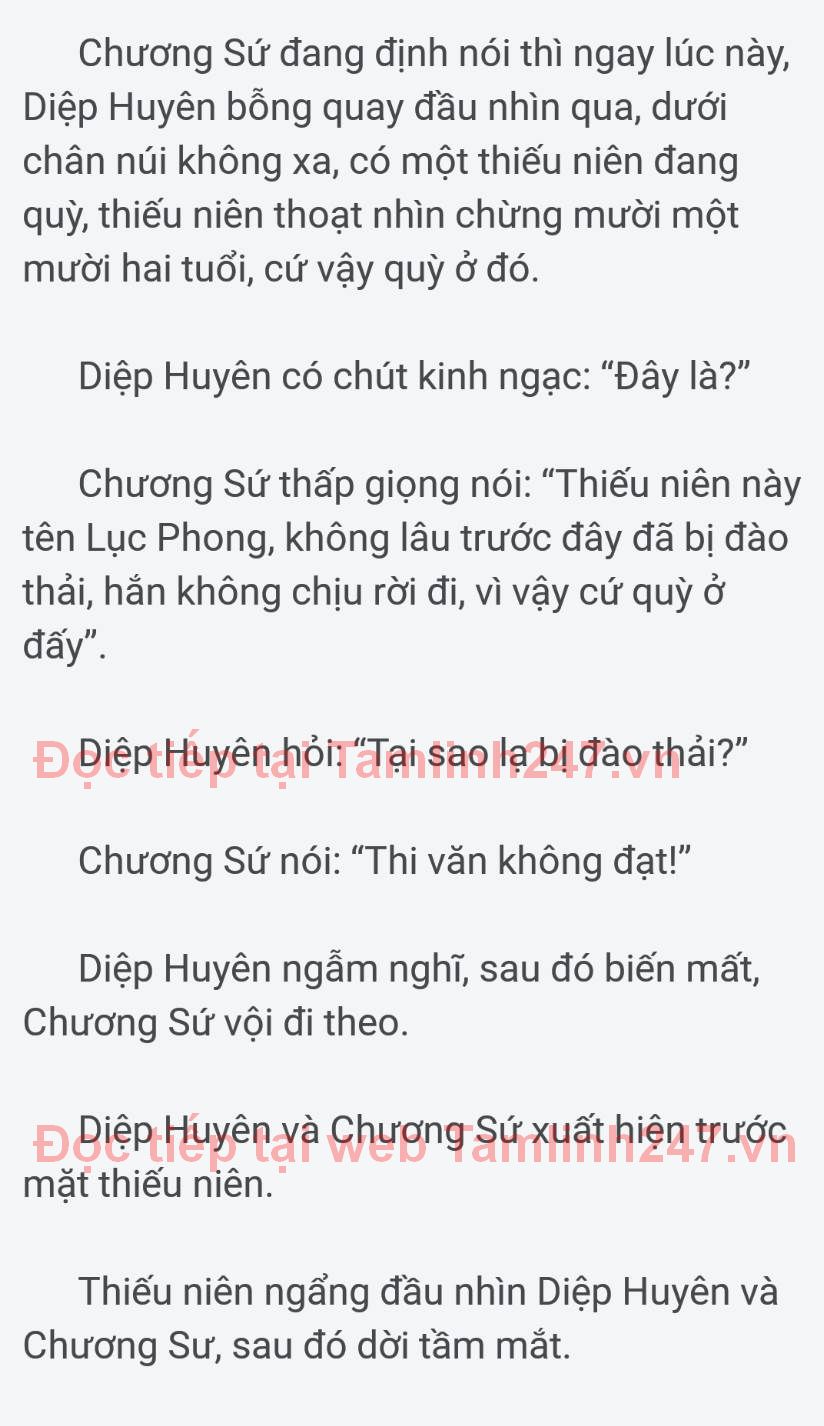 Chương Sứ đang định nói thì ngay lúc này,
Diệp Huyên bỗng quay đầu nhìn qua, dưới
chân núi không xa, có một thiếu niên đang
quỳ, thiếu niên thoạt nhìn chừng mười một
mười hai tuổi, cứ vậy quỳ ở đó.
Diệp Huyên có chút kinh ngạc: “Đây là?”
Chương Sứ thấp giọng nói: “Thiếu niên này
tên Lục Phong, không lâu trước đây đã bị đào
thải, hắn không chịu rời đi, vì vậy cứ quỳ ở
đấy”.
Diệp Huyên hỏi: “Tại sao lạ bị đào thải?”
Đọc tiếp tại Tamlinh247.vn
Chương Sứ nói: “Thi văn không đạt!”
Diệp Huyên ngẫm nghĩ, sau đó biến mất,
Chương Sứ vội đi theo.
Diệp Huyên và Chương Sứ xuất hiện trước
Đọc tiếp tại web Tamlinh247.vn
mặt thiếu niên.
Thiếu niên ngẩng đầu nhìn Diệp Huyên và
Chương Sư, sau đó dời tầm mắt.